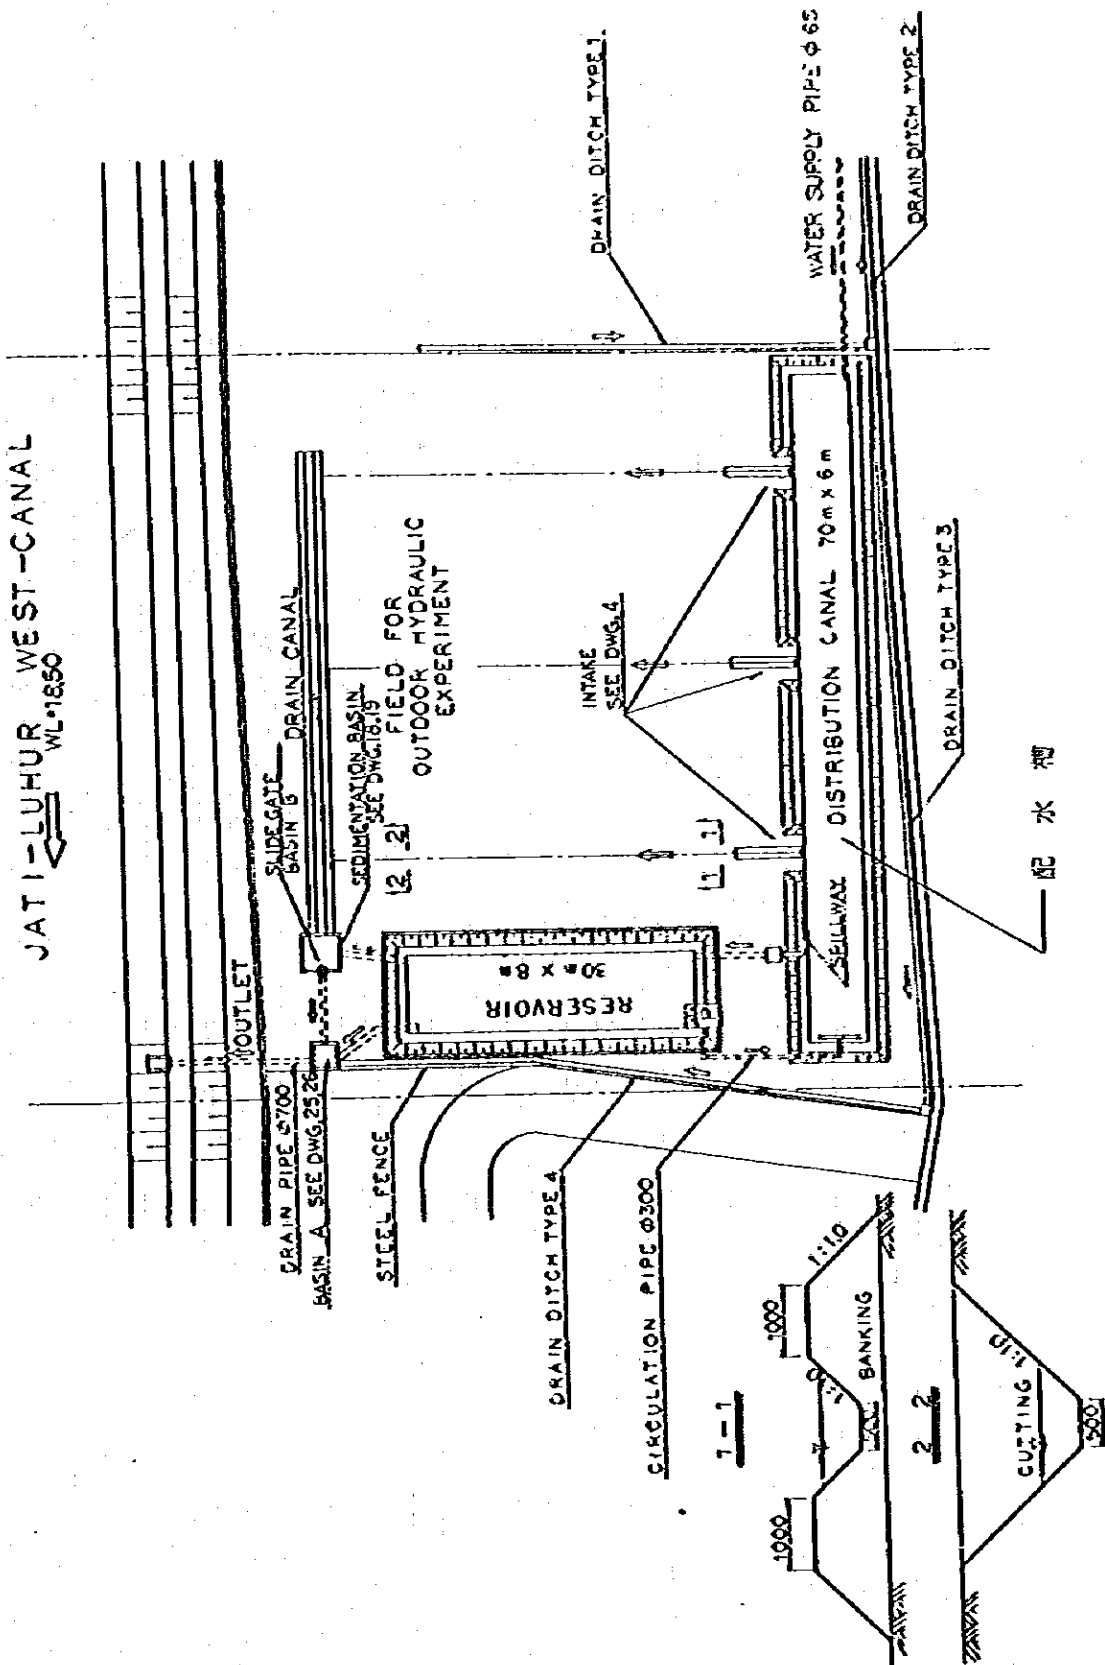 JATI-LUHUR WEST-CANAL
WL=18.50
OUTLET
SLIDEGATE
BASIN B
DRAIN CANAL
SEDIMENTATION BASIN
SEE DWG.18.19
FIELD FOR
OUTDOOR HYDRAULIC
EXPERIMENT
DRAIN PIPE φ700
BASIN A SEE DWG.25,26
STEEL FENCE
RESERVOIR
30m x 8m
2 2
1 1
INTAKE
SEE DWG.4
DRAIN DITCH TYPE 1.
WATER SUPPLY PIPE φ65
DRAIN DITCH TYPE 2
SPILLWAY
DISTRIBUTION CANAL 70m x 6m
DRAIN DITCH TYPE 3
DRAIN DITCH TYPE 4
CIRCULATION PIPE φ300
P
配水槽
1-1
1000
1000
1:1.0
BANKING
2 2
CUTTING
1:1.0
500